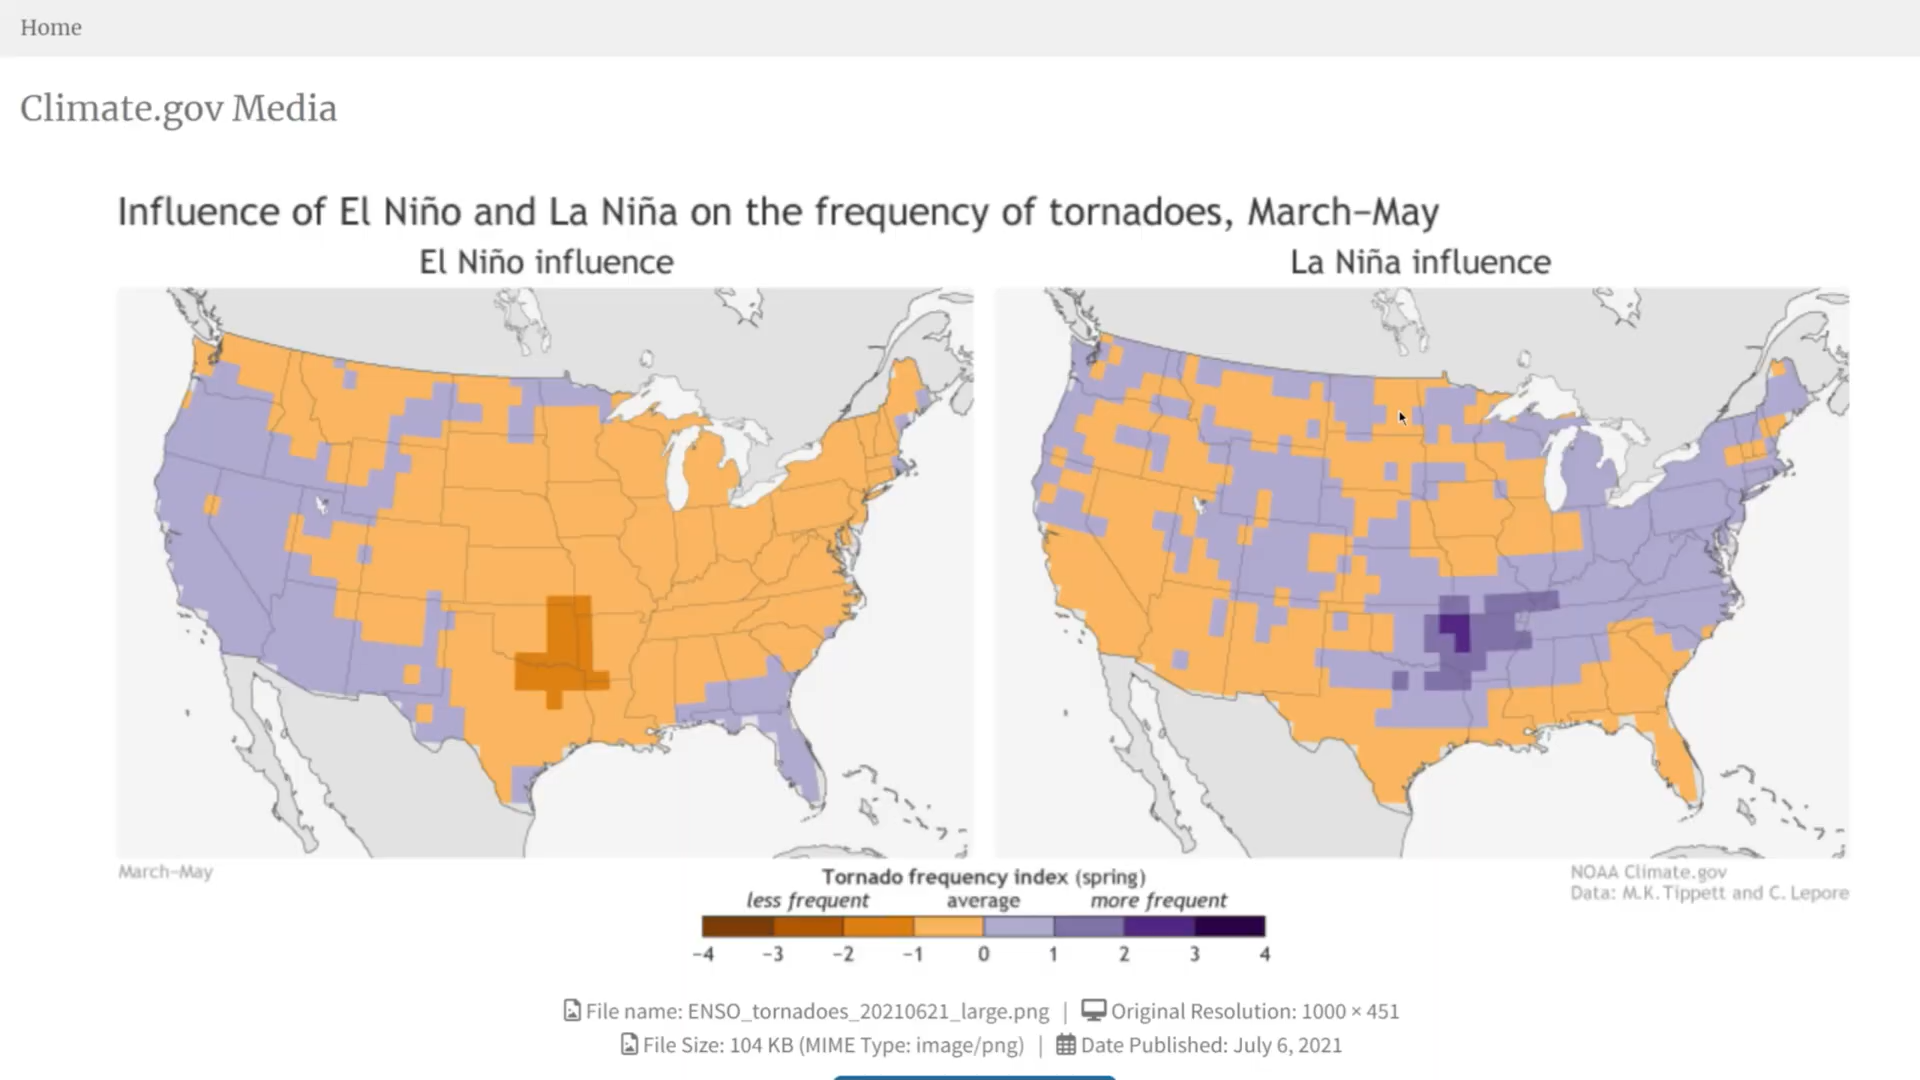 Home
Climate.gov Media
Influence of El Niño and La Niña on the frequency of tornadoes, March–May
El Niño influence
La Niña influence
March–May
NOAA Climate.gov
Data: M.K. Tippett and C. Lepore
Tornado frequency index (spring)
less frequent average more frequent
−4 −3 −2 −1 0 1 2 3 4
File name: ENSO_tornadoes_20210621_large.png | Original Resolution: 1000 × 451
File Size: 104 KB (MIME Type: image/png) | Date Published: July 6, 2021